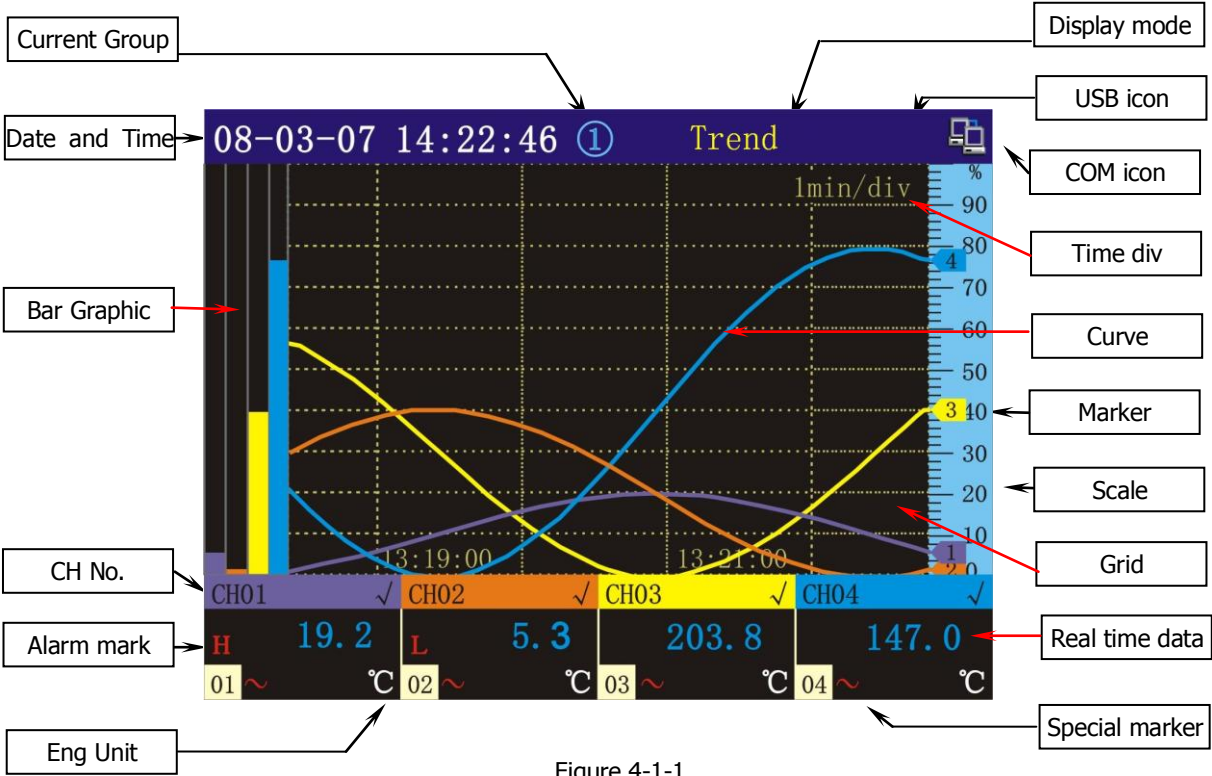 Current Group
Display mode
USB icon
Date and Time
08-03-07 14:22:46 ① Trend
COM icon
%
1min/div
90
80
Time div
4
70
Bar Graphic
60
Curve
50
3 40
Marker
30
20
Scale
10
13:19:00 13:21:00
1
2 0
Grid
CH No.
CH01 √ CH02 √ CH03 √ CH04 √
Alarm mark
H 19.2 L 5.3 203.8 147.0
Real time data
01 ~ ℃ 02 ~ ℃ 03 ~ ℃ 04 ~ ℃
Special marker
Eng Unit
Figure 4-1-1